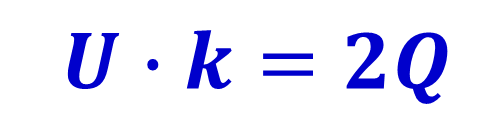 U · k = 2Q